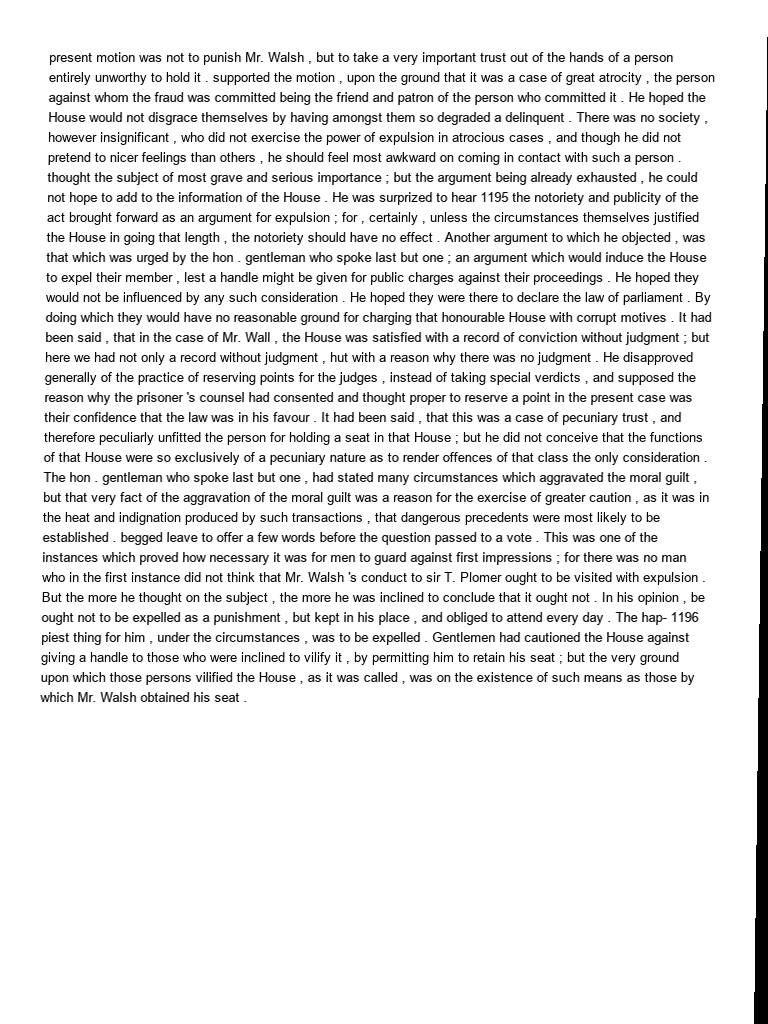 present motion was not to punish Mr. Walsh , but to take a very important trust out of the hands of a person
entirely unworthy to hold it . supported the motion , upon the ground that it was a case of great atrocity , the person
against whom the fraud was committed being the friend and patron of the person who committed it . He hoped the
House would not disgrace themselves by having amongst them so degraded a delinquent . There was no society ,
however insignificant , who did not exercise the power of expulsion in atrocious cases , and though he did not
pretend to nicer feelings than others , he should feel most awkward on coming in contact with such a person .
thought the subject of most grave and serious importance ; but the argument being already exhausted , he could
not hope to add to the information of the House . He was surprized to hear 1195 the notoriety and publicity of the
act brought forward as an argument for expulsion ; for , certainly , unless the circumstances themselves justified
the House in going that length , the notoriety should have no effect . Another argument to which he objected , was
that which was urged by the hon . gentleman who spoke last but one ; an argument which would induce the House
to expel their member , lest a handle might be given for public charges against their proceedings . He hoped they
would not be influenced by any such consideration . He hoped they were there to declare the law of parliament . By
doing which they would have no reasonable ground for charging that honourable House with corrupt motives . It had
been said , that in the case of Mr. Wall , the House was satisfied with a record of conviction without judgment ; but
here we had not only a record without judgment , hut with a reason why there was no judgment . He disapproved
generally of the practice of reserving points for the judges , instead of taking special verdicts , and supposed the
reason why the prisoner 's counsel had consented and thought proper to reserve a point in the present case was
their confidence that the law was in his favour . It had been said , that this was a case of pecuniary trust , and
therefore peculiarly unfitted the person for holding a seat in that House ; but he did not conceive that the functions
of that House were so exclusively of a pecuniary nature as to render offences of that class the only consideration .
The hon . gentleman who spoke last but one , had stated many circumstances which aggravated the moral guilt ,
but that very fact of the aggravation of the moral guilt was a reason for the exercise of greater caution , as it was in
the heat and indignation produced by such transactions , that dangerous precedents were most likely to be
established . begged leave to offer a few words before the question passed to a vote . This was one of the
instances which proved how necessary it was for men to guard against first impressions ; for there was no man
who in the first instance did not think that Mr. Walsh 's conduct to sir T. Plomer ought to be visited with expulsion .
But the more he thought on the subject , the more he was inclined to conclude that it ought not . In his opinion , be
ought not to be expelled as a punishment , but kept in his place , and obliged to attend every day . The hap- 1196
piest thing for him , under the circumstances , was to be expelled . Gentlemen had cautioned the House against
giving a handle to those who were inclined to vilify it , by permitting him to retain his seat ; but the very ground
upon which those persons vilified the House , as it was called , was on the existence of such means as those by
which Mr. Walsh obtained his seat .